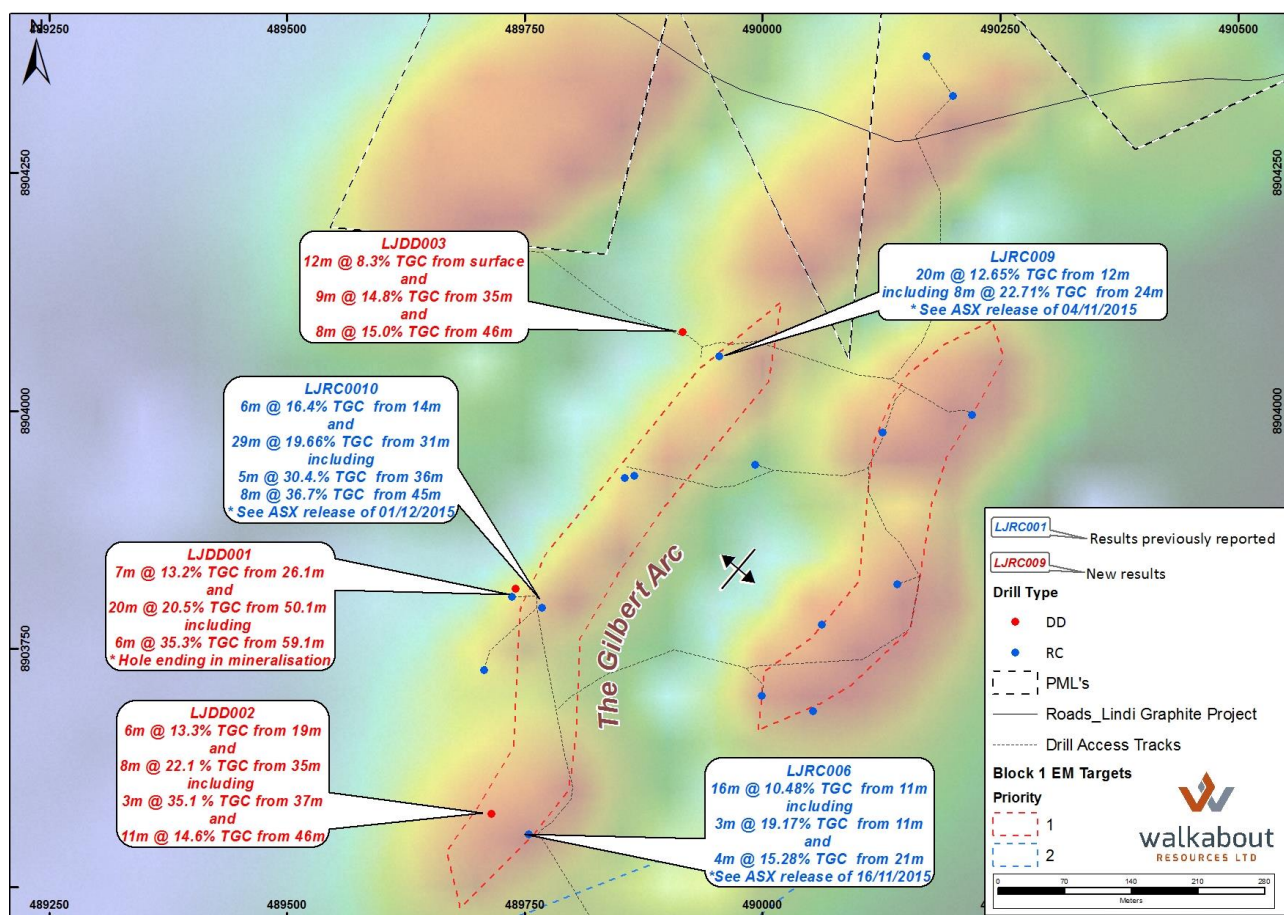 489250 489500 489750 490000 490250 490500
N
8904250
8904250
LJDD003
12m @ 8.3% TGC from surface
and
9m @ 14.8% TGC from 35m
and
8m @ 15.0% TGC from 46m
LJRC009
20m @ 12.65% TGC from 12m
including 8m @ 22.71% TGC from 24m
* See ASX release of 04/11/2015
8904000
8904000
LJRC0010
6m @ 16.4% TGC from 14m
and
29m @ 19.66% TGC from 31m
including
5m @ 30.4.% TGC from 36m
8m @ 36.7% TGC from 45m
* See ASX release of 01/12/2015
LJDD001
7m @ 13.2% TGC from 26.1m
and
20m @ 20.5% TGC from 50.1m
including
6m @ 35.3% TGC from 59.1m
* Hole ending in mineralisation
8903750
The Gilbert Arc
LJDD002
6m @ 13.3% TGC from 19m
and
8m @ 22.1 % TGC from 35m
including
3m @ 35.1 % TGC from 37m
and
11m @ 14.6% TGC from 46m
LJRC006
16m @ 10.48% TGC from 11m
including
3m @ 19.17% TGC from 11m
and
4m @ 15.28% TGC from 21m
*See ASX release of 16/11/2015
LJRC001 Results previously reported
LJRC009 New results
Drill Type
DD
RC
PML's
Roads_Lindi Graphite Project
Drill Access Tracks
Block 1 EM Targets
Priority
1
2
walkabout
RESOURCES LTD
0 70 140 210 280
Meters
489250 489500 489750 490000